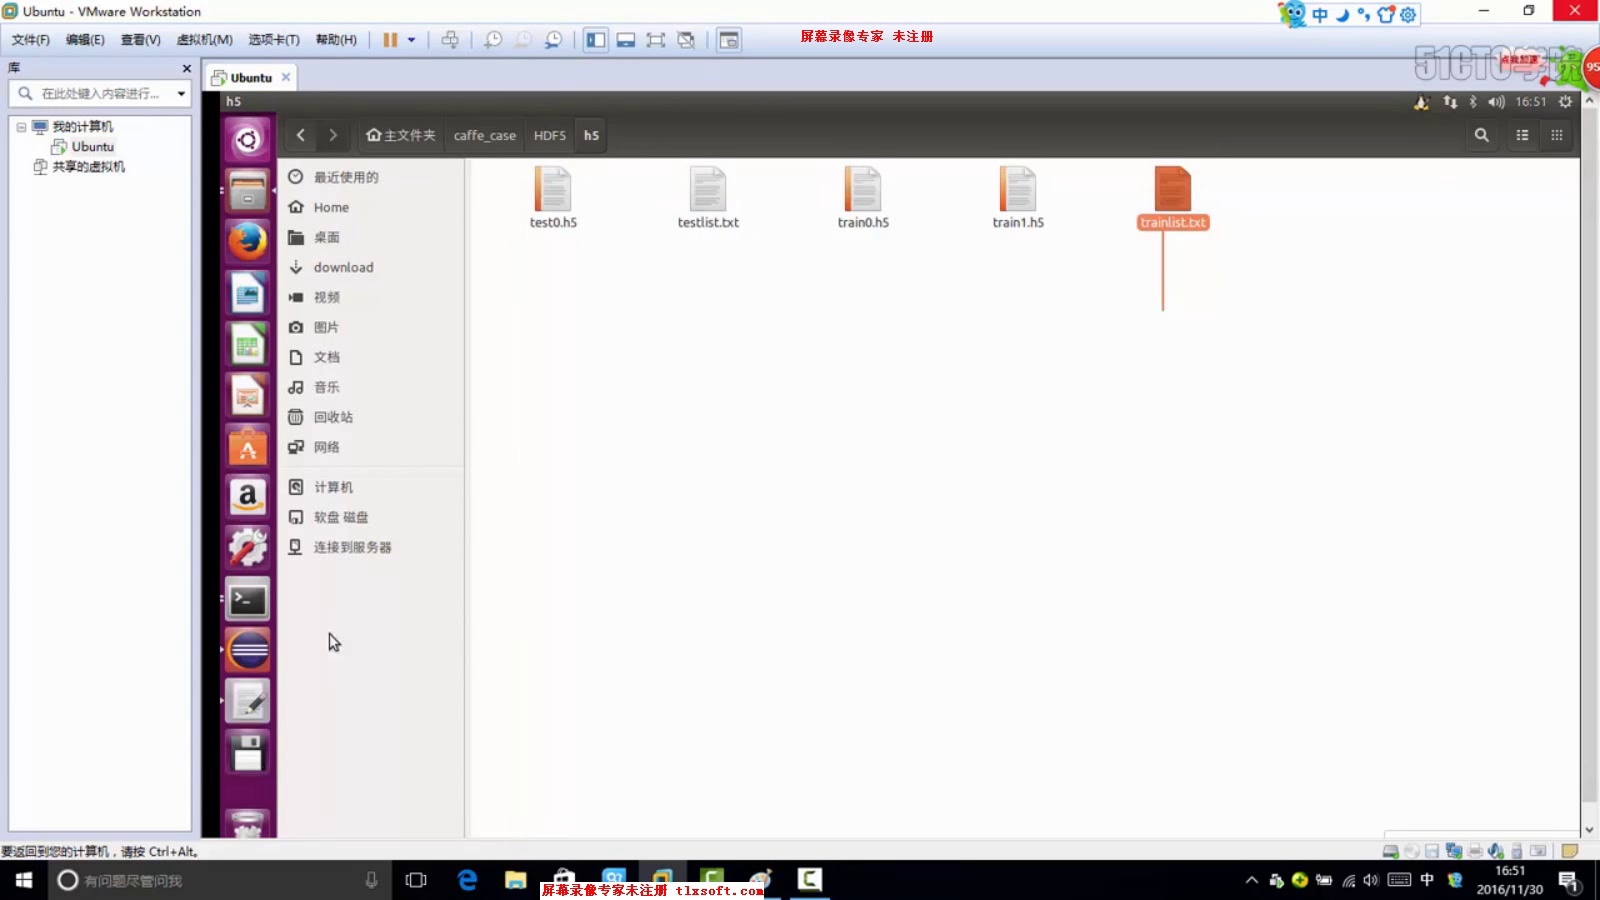 Ubuntu - VMware Workstation
中
文件(F) 编辑(E) 查看(V) 虚拟机(M) 选项卡(T) 帮助(H)
屏幕录像专家 未注册
51CTO学院
点我加速
95
库
Ubuntu
在此处键入内容进行...
我的计算机
Ubuntu
共享的虚拟机
h5
16:51
主文件夹 caffe_case HDF5 h5
最近使用的
Home
桌面
download
视频
图片
文档
音乐
回收站
网络
计算机
软盘 磁盘
连接到服务器
test0.h5 testlist.txt train0.h5 train1.h5 trainlist.txt
要返回到您的计算机，请按 Ctrl+Alt。
有问题尽管问我
屏幕录像专家未注册 tlxsoft.com
中
16:51
2016/11/30
1